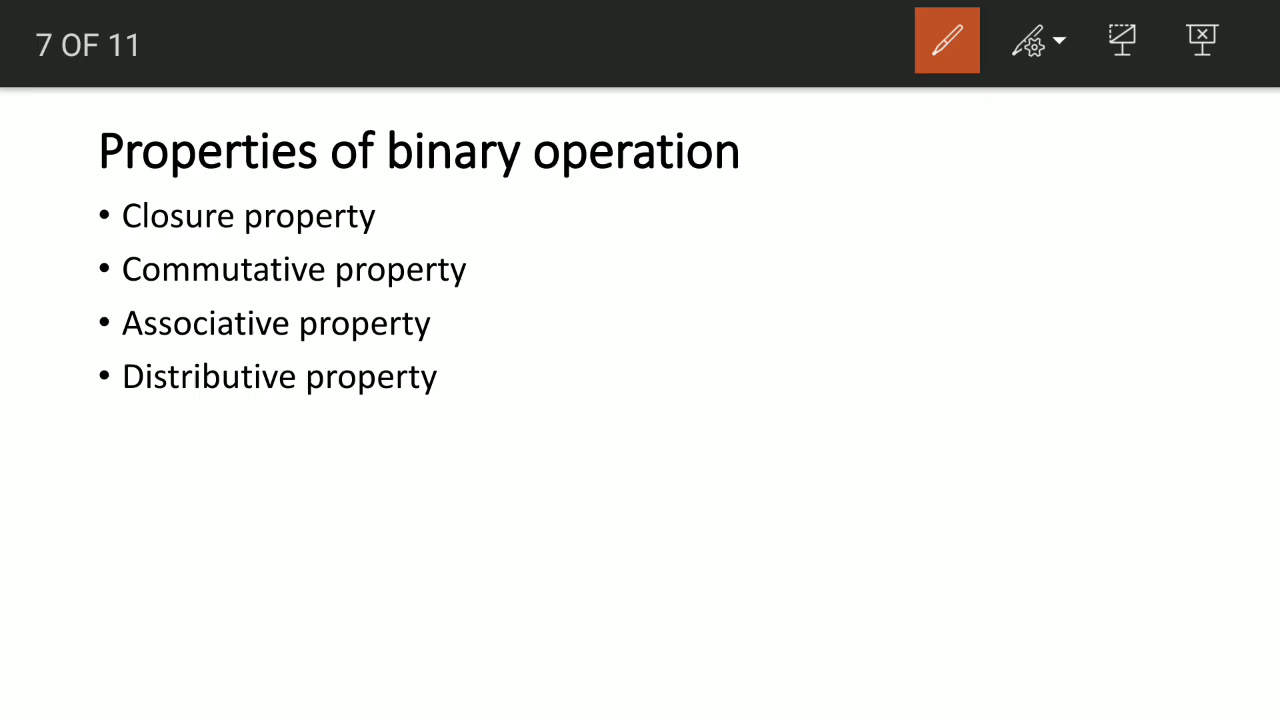 7 OF 11
Properties of binary operation
• Closure property
• Commutative property
• Associative property
• Distributive property